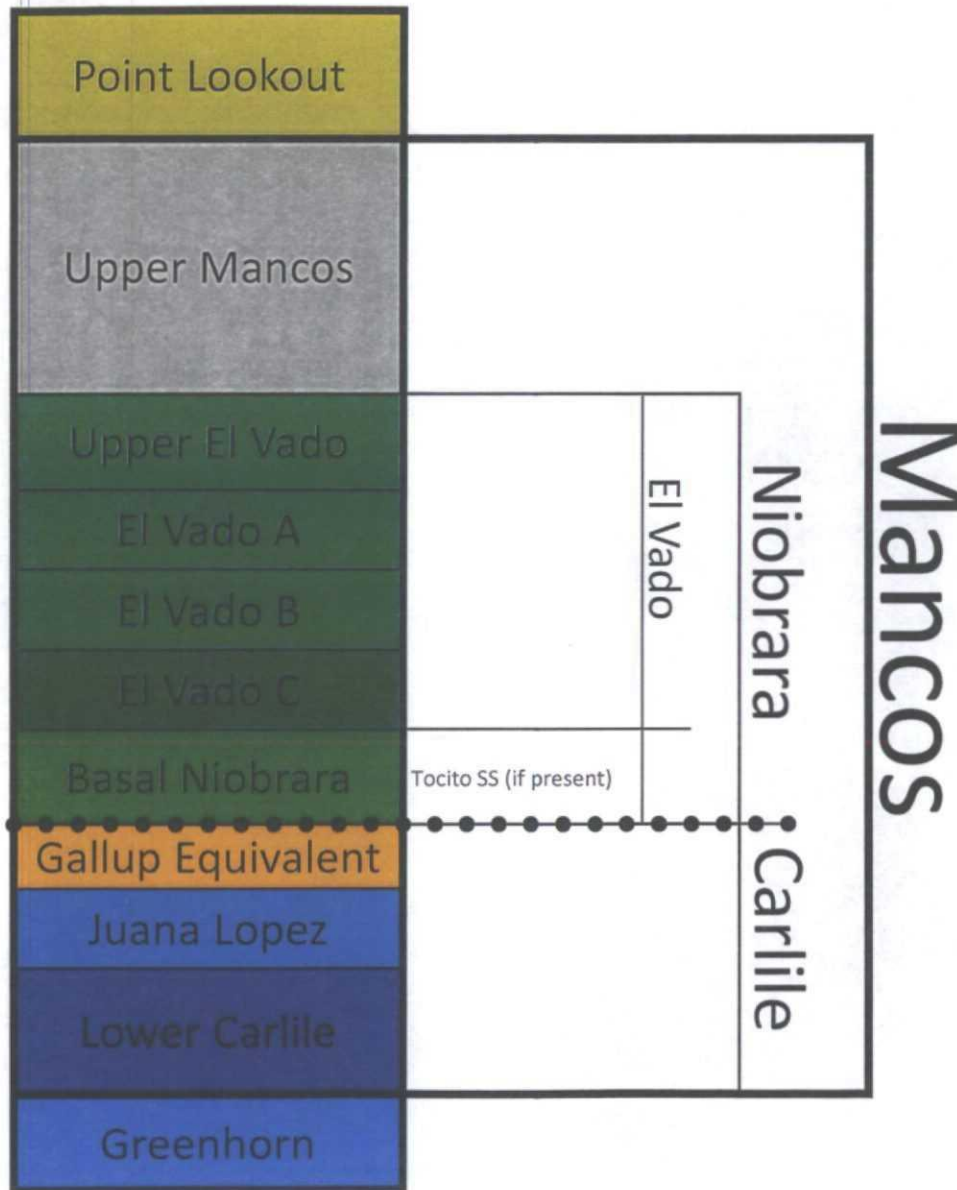 Point Lookout
Upper Mancos
Upper El Vado
El Vado A
El Vado B
El Vado C
Basal Niobrara
Tocito SS (if present)
Gallup Equivalent
Juana Lopez
Lower Carlile
Greenhorn
El Vado
Niobrara
Carlile
Mancos